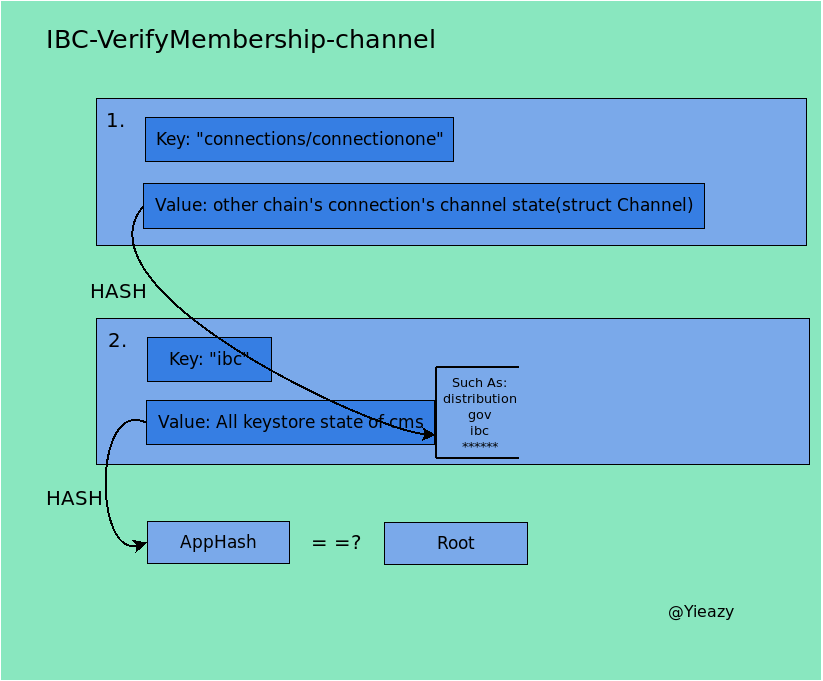 IBC-VerifyMembership-channel
1.
Key: "connections/connectionone"
Value: other chain's connection's channel state(struct Channel)
HASH
2.
Key: "ibc"
Value: All keystore state of cms
Such As:
distribution
gov
ibc
******
HASH
AppHash
= =?
Root
@Yieazy